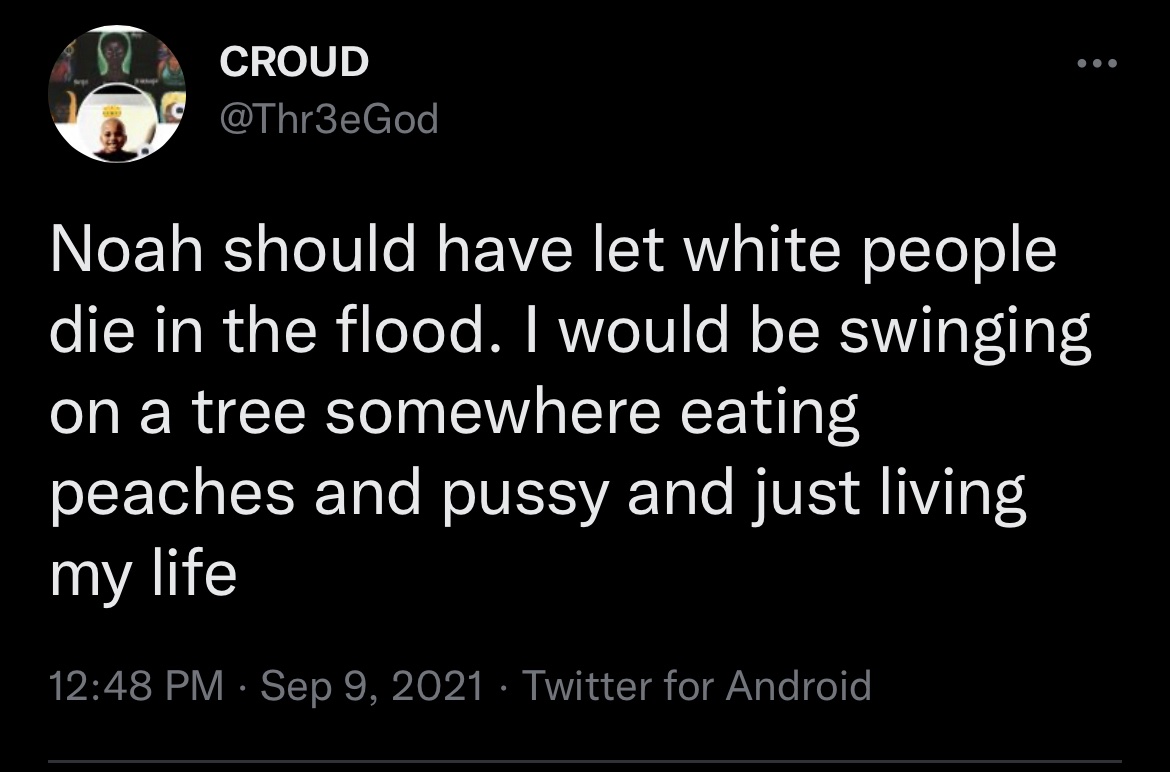 CROUD
@Thr3eGod
Noah should have let white people
die in the flood. I would be swinging
on a tree somewhere eating
peaches and pussy and just living
my life
12:48 PM · Sep 9, 2021 · Twitter for Android